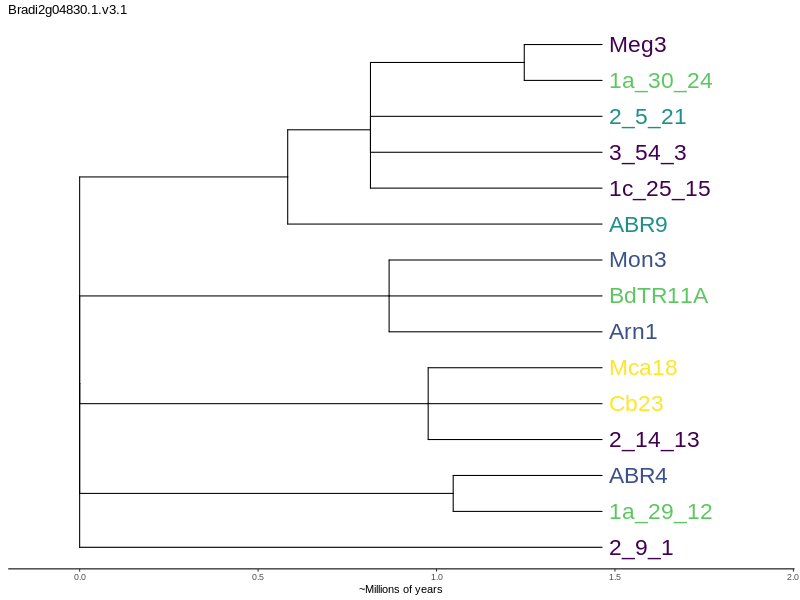 Bradi2g04830.1.v3.1
Meg3
1a_30_24
2_5_21
3_54_3
1c_25_15
ABR9
Mon3
BdTR11A
Arn1
Mca18
Cb23
2_14_13
ABR4
1a_29_12
2_9_1
0.0 0.5 1.0 1.5 2.0
~Millions of years